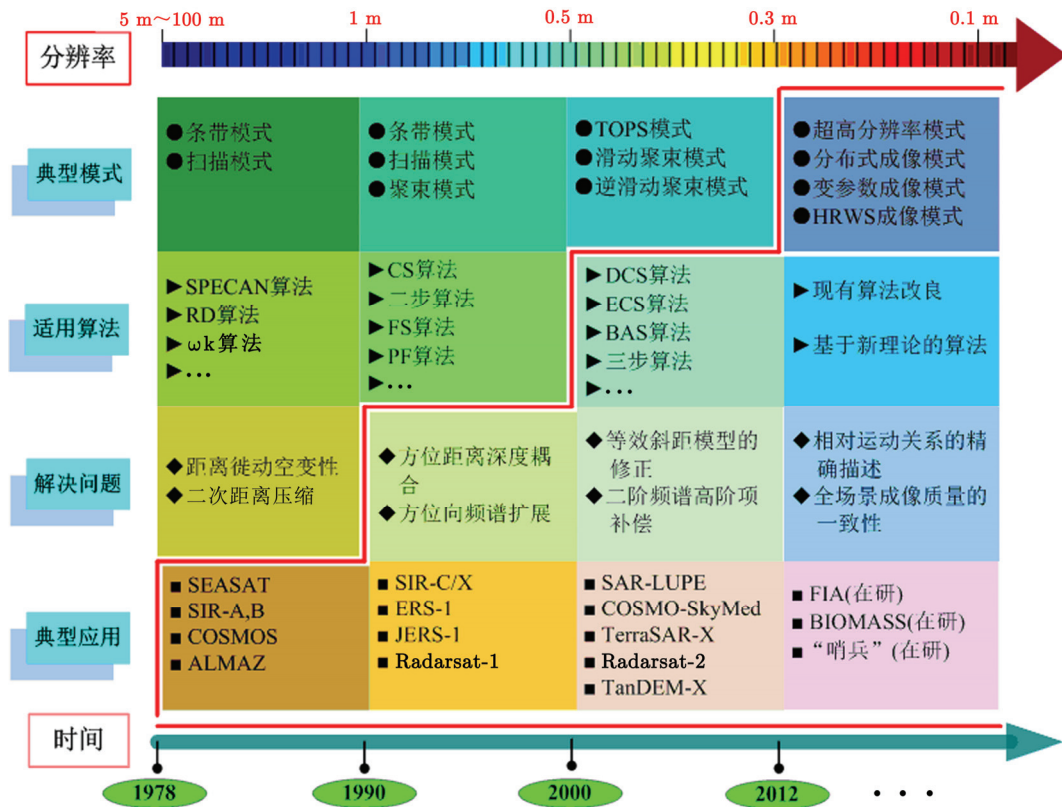 5 m～100 m
1 m
0.5 m
0.3 m
0.1 m
分辨率
典型模式
●条带模式
●扫描模式
●条带模式
●扫描模式
●聚束模式
●TOPS模式
●滑动聚束模式
●逆滑动聚束模式
●超高分辨率模式
●分布式成像模式
●变参数成像模式
●HRWS成像模式
适用算法
►SPECAN算法
►RD算法
►ωk算法
►…
►CS算法
►二步算法
►FS算法
►PF算法
►…
►DCS算法
►ECS算法
►BAS算法
►三步算法
►…
►现有算法改良
►基于新理论的算法
解决问题
◆距离徙动空变性
◆二次距离压缩
◆方位距离深度耦
合
◆方位向频谱扩展
◆等效斜距模型的
修正
◆二阶频谱高阶项
补偿
◆相对运动关系的精
确描述
◆全场景成像质量的
一致性
典型应用
■ SEASAT
■ SIR-A,B
■ COSMOS
■ ALMAZ
■ SIR-C/X
■ ERS-1
■ JERS-1
■ Radarsat-1
■ SAR-LUPE
■ COSMO-SkyMed
■ TerraSAR-X
■ Radarsat-2
■ TanDEM-X
■ FIA(在研)
■ BIOMASS(在研)
■ “哨兵”(在研)
时间
1978
1990
2000
2012
• • •